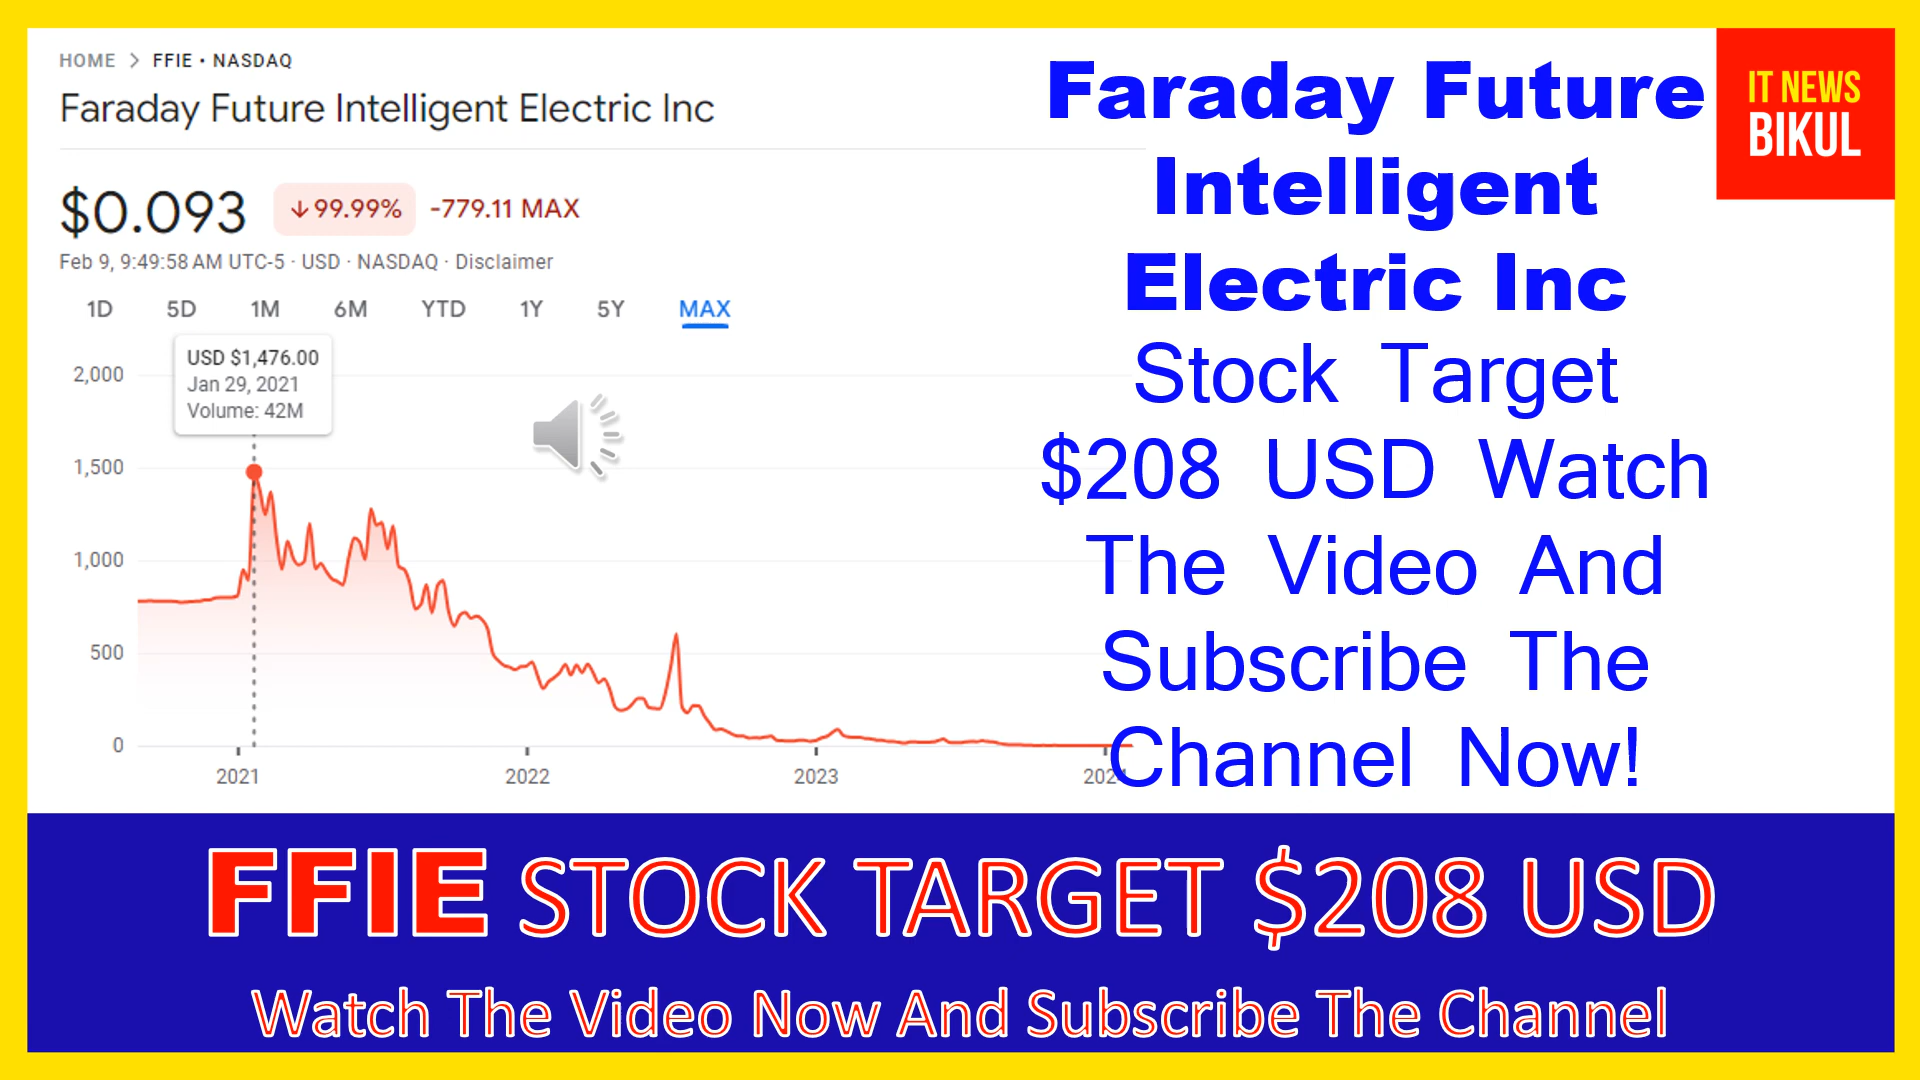 HOME > FFIE • NASDAQ
Faraday Future Intelligent Electric Inc
$0.093 ↓99.99% -779.11 MAX
Feb 9, 9:49:58 AM UTC-5 · USD · NASDAQ · Disclaimer
1D 5D 1M 6M YTD 1Y 5Y MAX
USD $1,476.00
Jan 29, 2021
Volume: 42M
2,000
1,500
1,000
500
0
2021 2022 2023
Faraday Future
Intelligent
Electric Inc
Stock Target
$208 USD Watch
The Video And
Subscribe The
Channel Now!
IT NEWS
BIKUL
FFIE STOCK TARGET $208 USD
Watch The Video Now And Subscribe The Channel